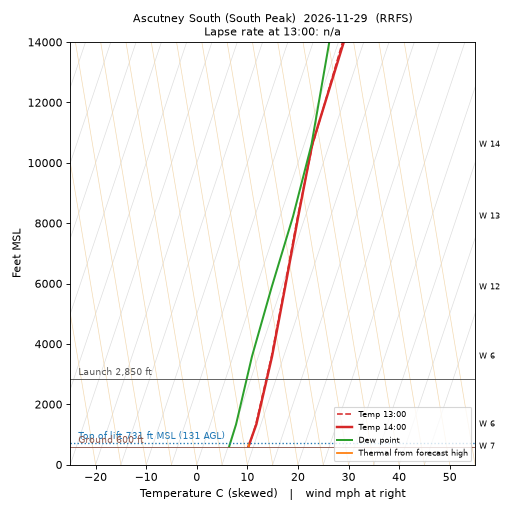 Ascutney South (South Peak)  2026-11-29  (RRFS)
Lapse rate at 13:00: n/a
14000
12000
10000
8000
6000
4000
2000
0
Feet MSL
W 14
W 13
W 12
W 6
W 6
W 7
Launch 2,850 ft
Top of lift 731 ft MSL (131 AGL)
Ground 600 ft
Temp 13:00
Temp 14:00
Dew point
Thermal from forecast high
−20 −10 0 10 20 30 40 50
Temperature C (skewed)   |   wind mph at right